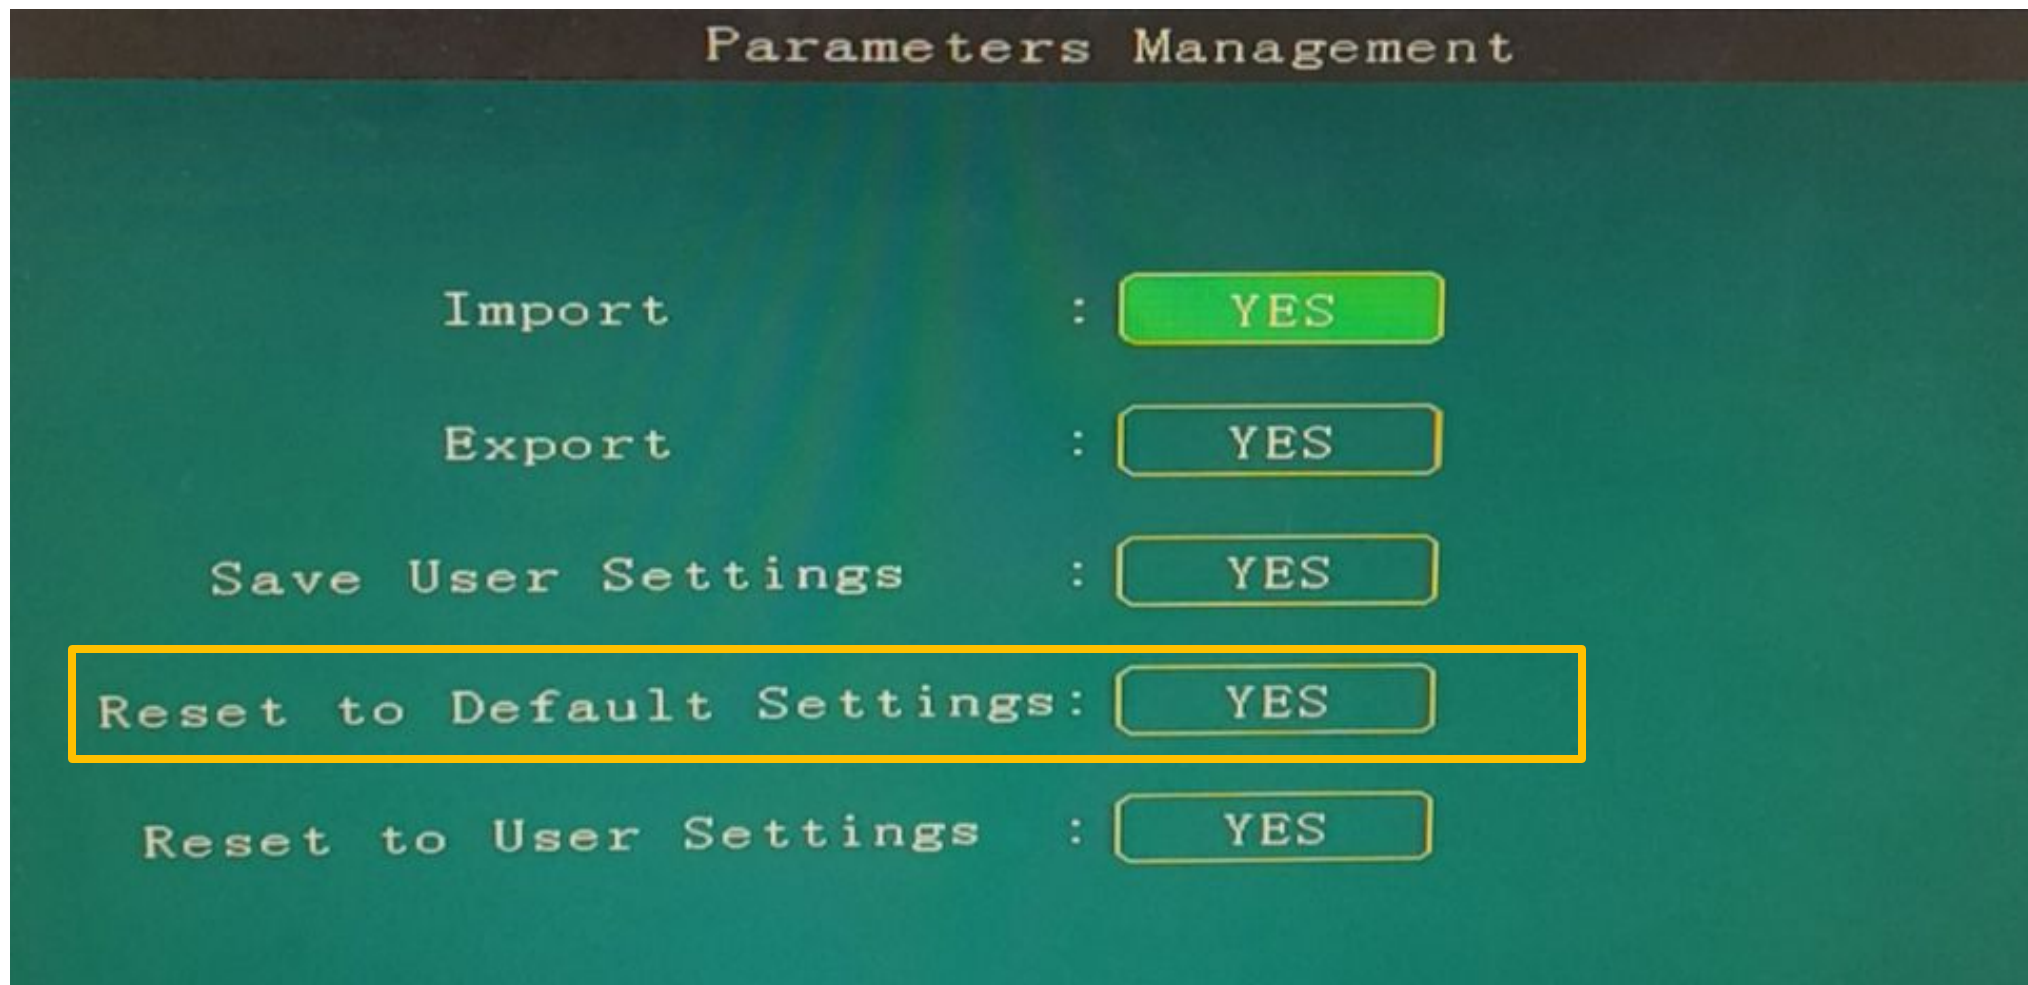 Parameters Management
Import : YES
Export : YES
Save User Settings : YES
Reset to Default Settings: YES
Reset to User Settings : YES